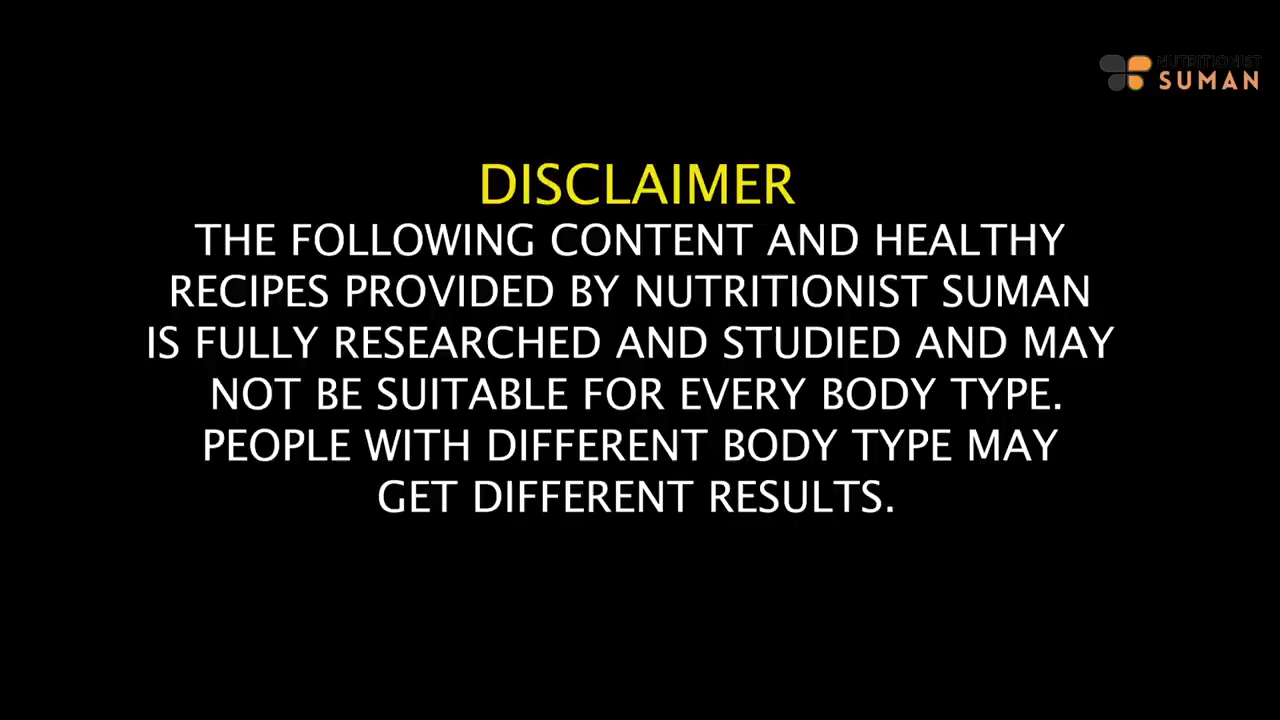 NUTRITIONIST
SUMAN
DISCLAIMER
THE FOLLOWING CONTENT AND HEALTHY
RECIPES PROVIDED BY NUTRITIONIST SUMAN
IS FULLY RESEARCHED AND STUDIED AND MAY
NOT BE SUITABLE FOR EVERY BODY TYPE.
PEOPLE WITH DIFFERENT BODY TYPE MAY
GET DIFFERENT RESULTS.